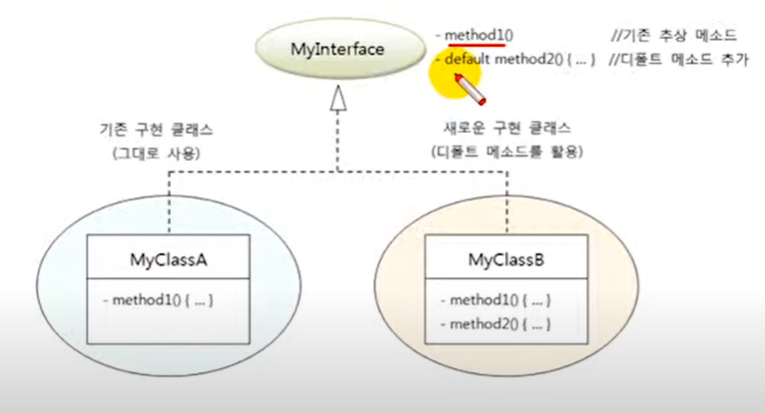 MyInterface
- method1() //기존 추상 메소드
- default method2() { ... } //디폴트 메소드 추가
기존 구현 클래스
(그대로 사용)
새로운 구현 클래스
(디폴트 메소드를 활용)
MyClassA
- method1() { ... }
MyClassB
- method1() { ... }
- method2() { ... }